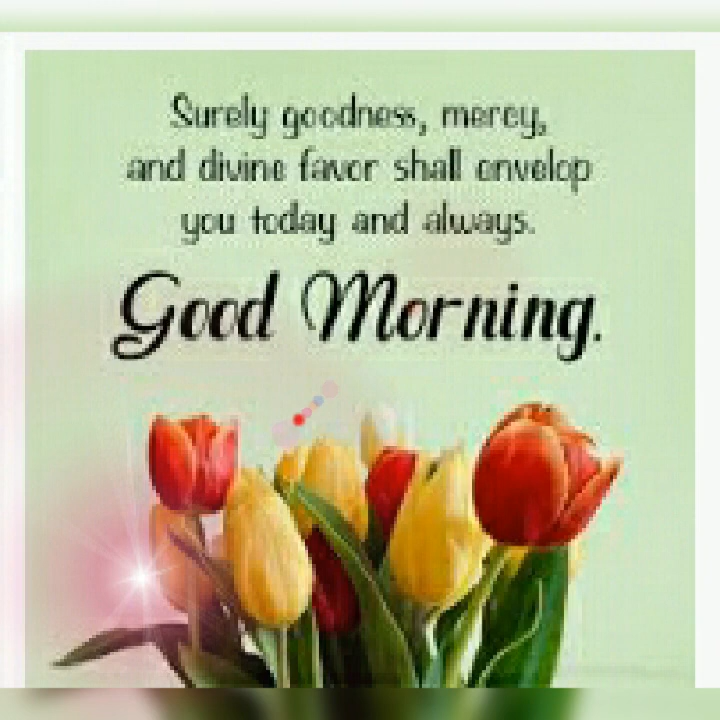 Surely goodness, mercy,
and divine favor shall envelop
you today and always.
Good Morning.